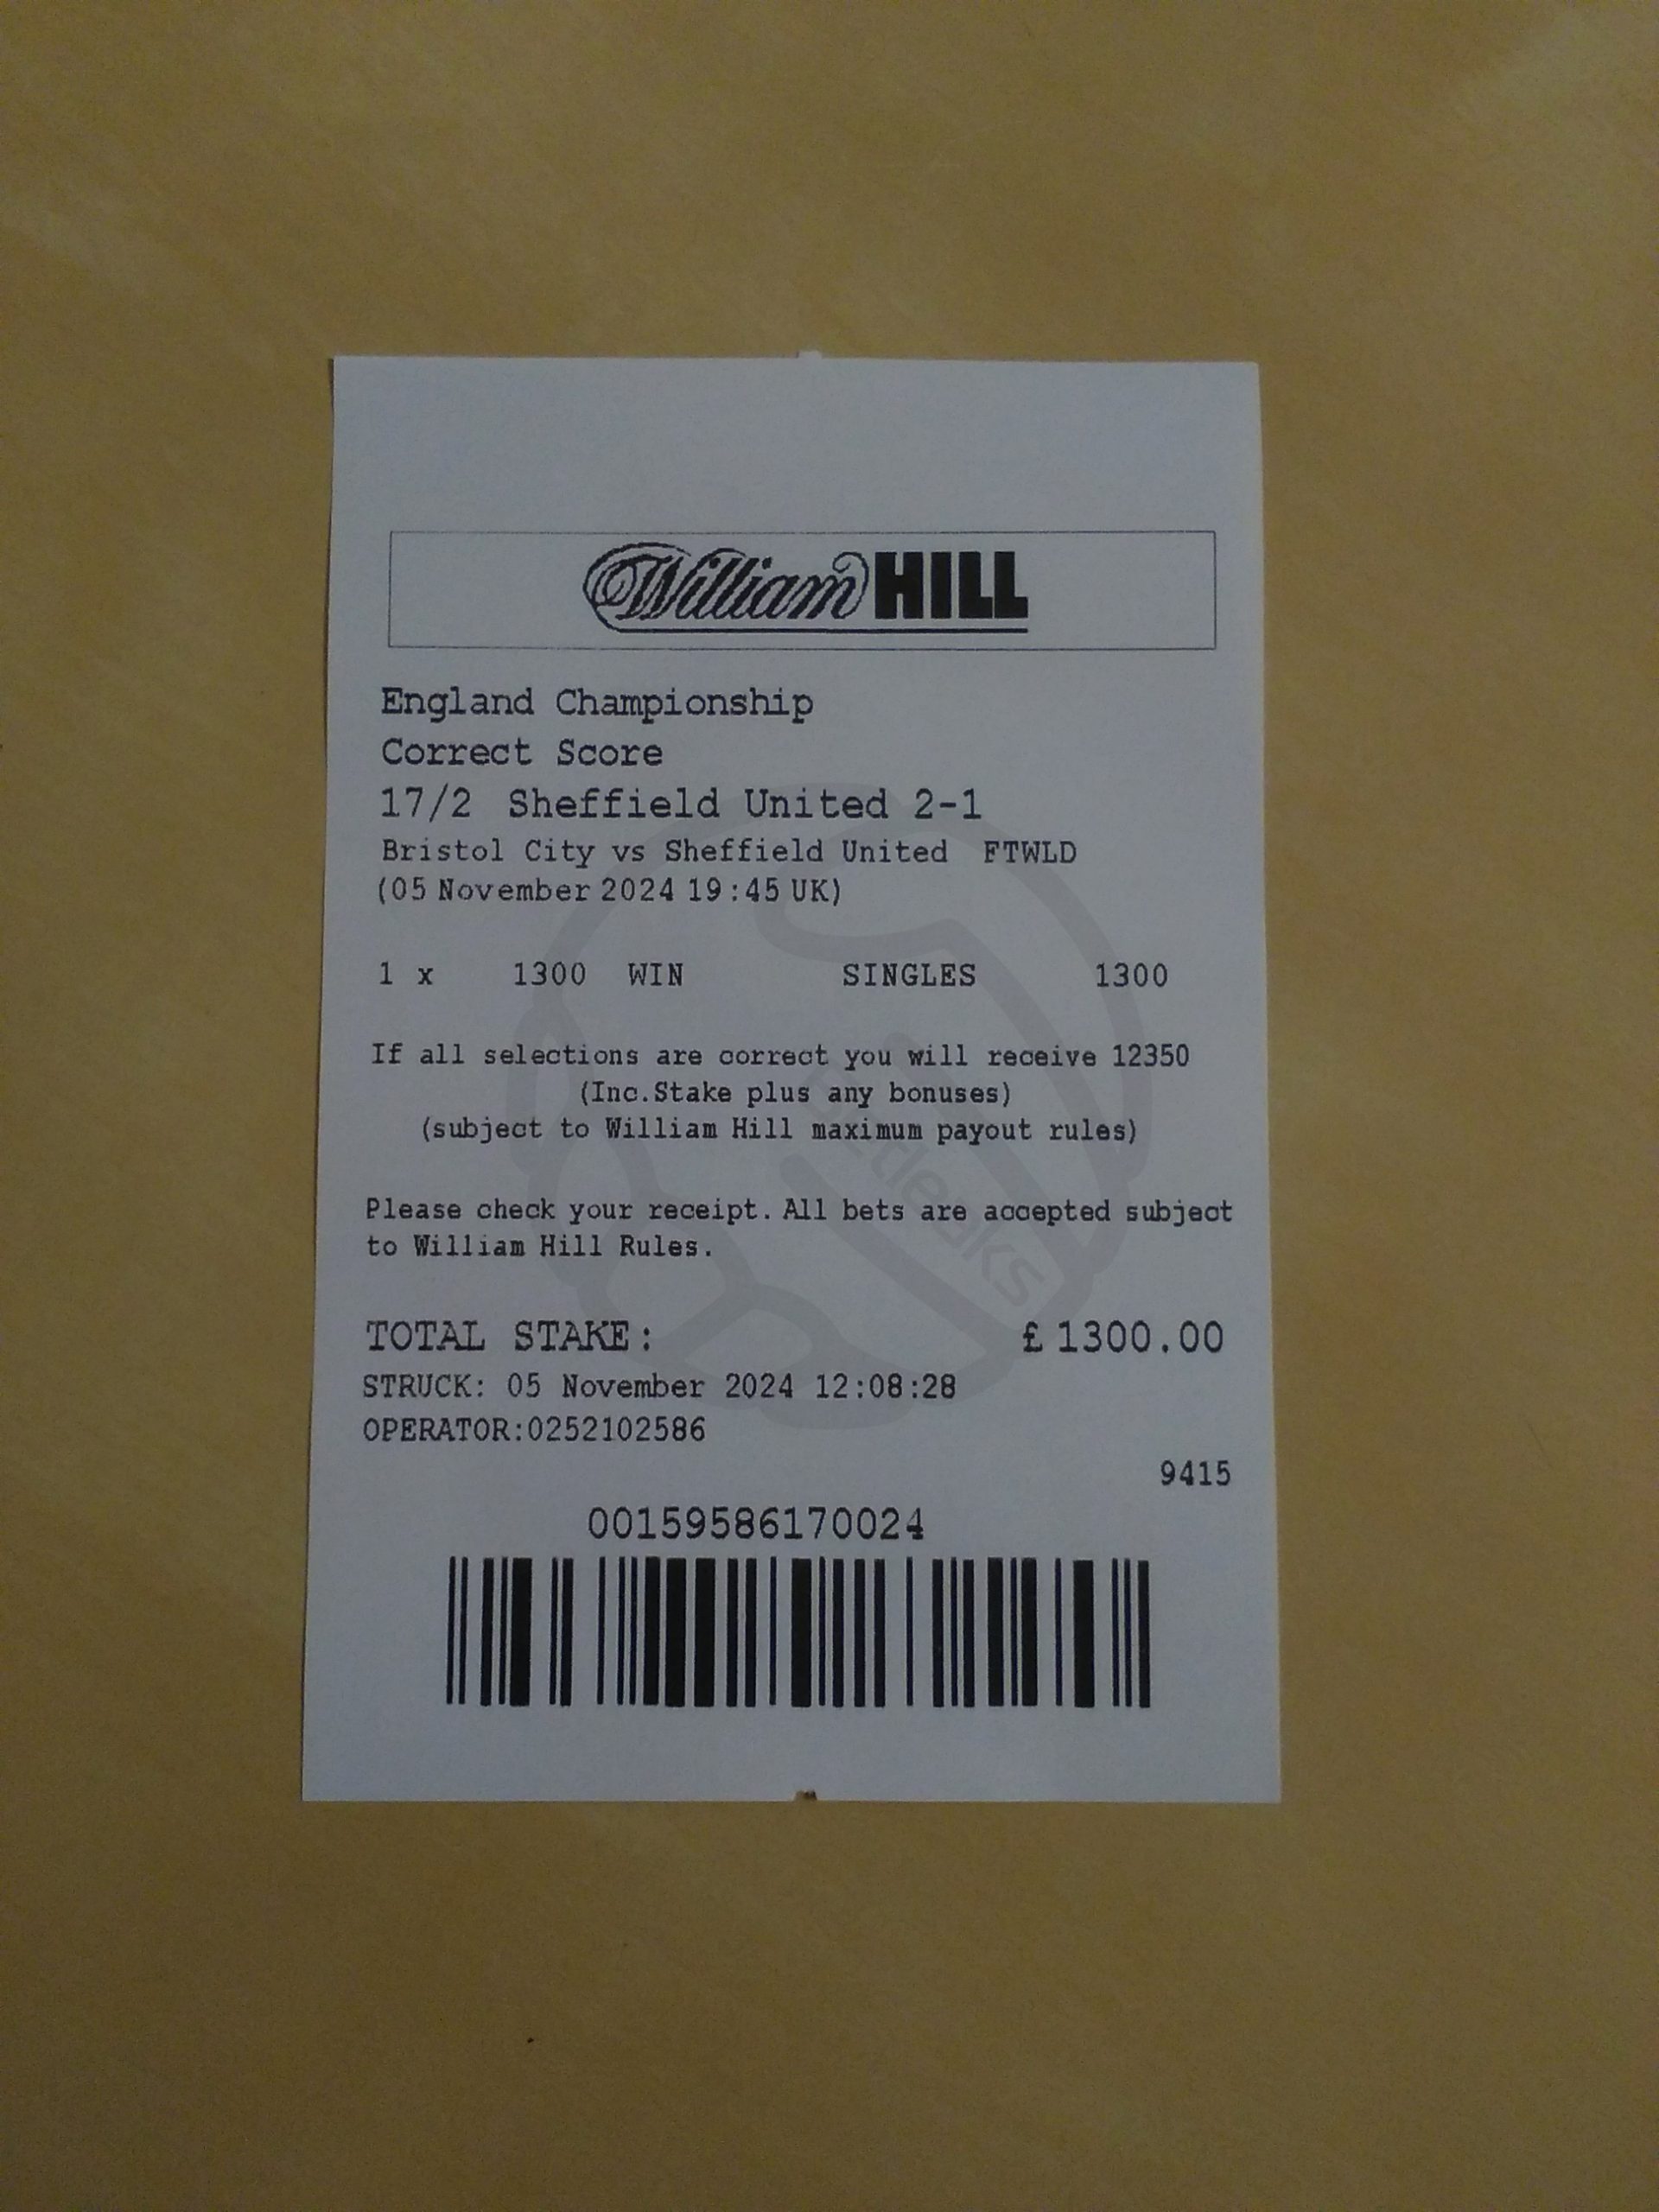 William HILL
England Championship
Correct Score
17/2 Sheffield United 2-1
Bristol City vs Sheffield United FTWLD
(05 November 2024 19:45 UK)
1 x 1300 WIN SINGLES 1300
If all selections are correct you will receive 12350
(Inc.Stake plus any bonuses)
(subject to William Hill maximum payout rules)
Please check your receipt. All bets are accepted subject
to William Hill Rules.
TOTAL STAKE: £ 1300.00
STRUCK: 05 November 2024 12:08:28
OPERATOR:0252102586
9415
00159586170024